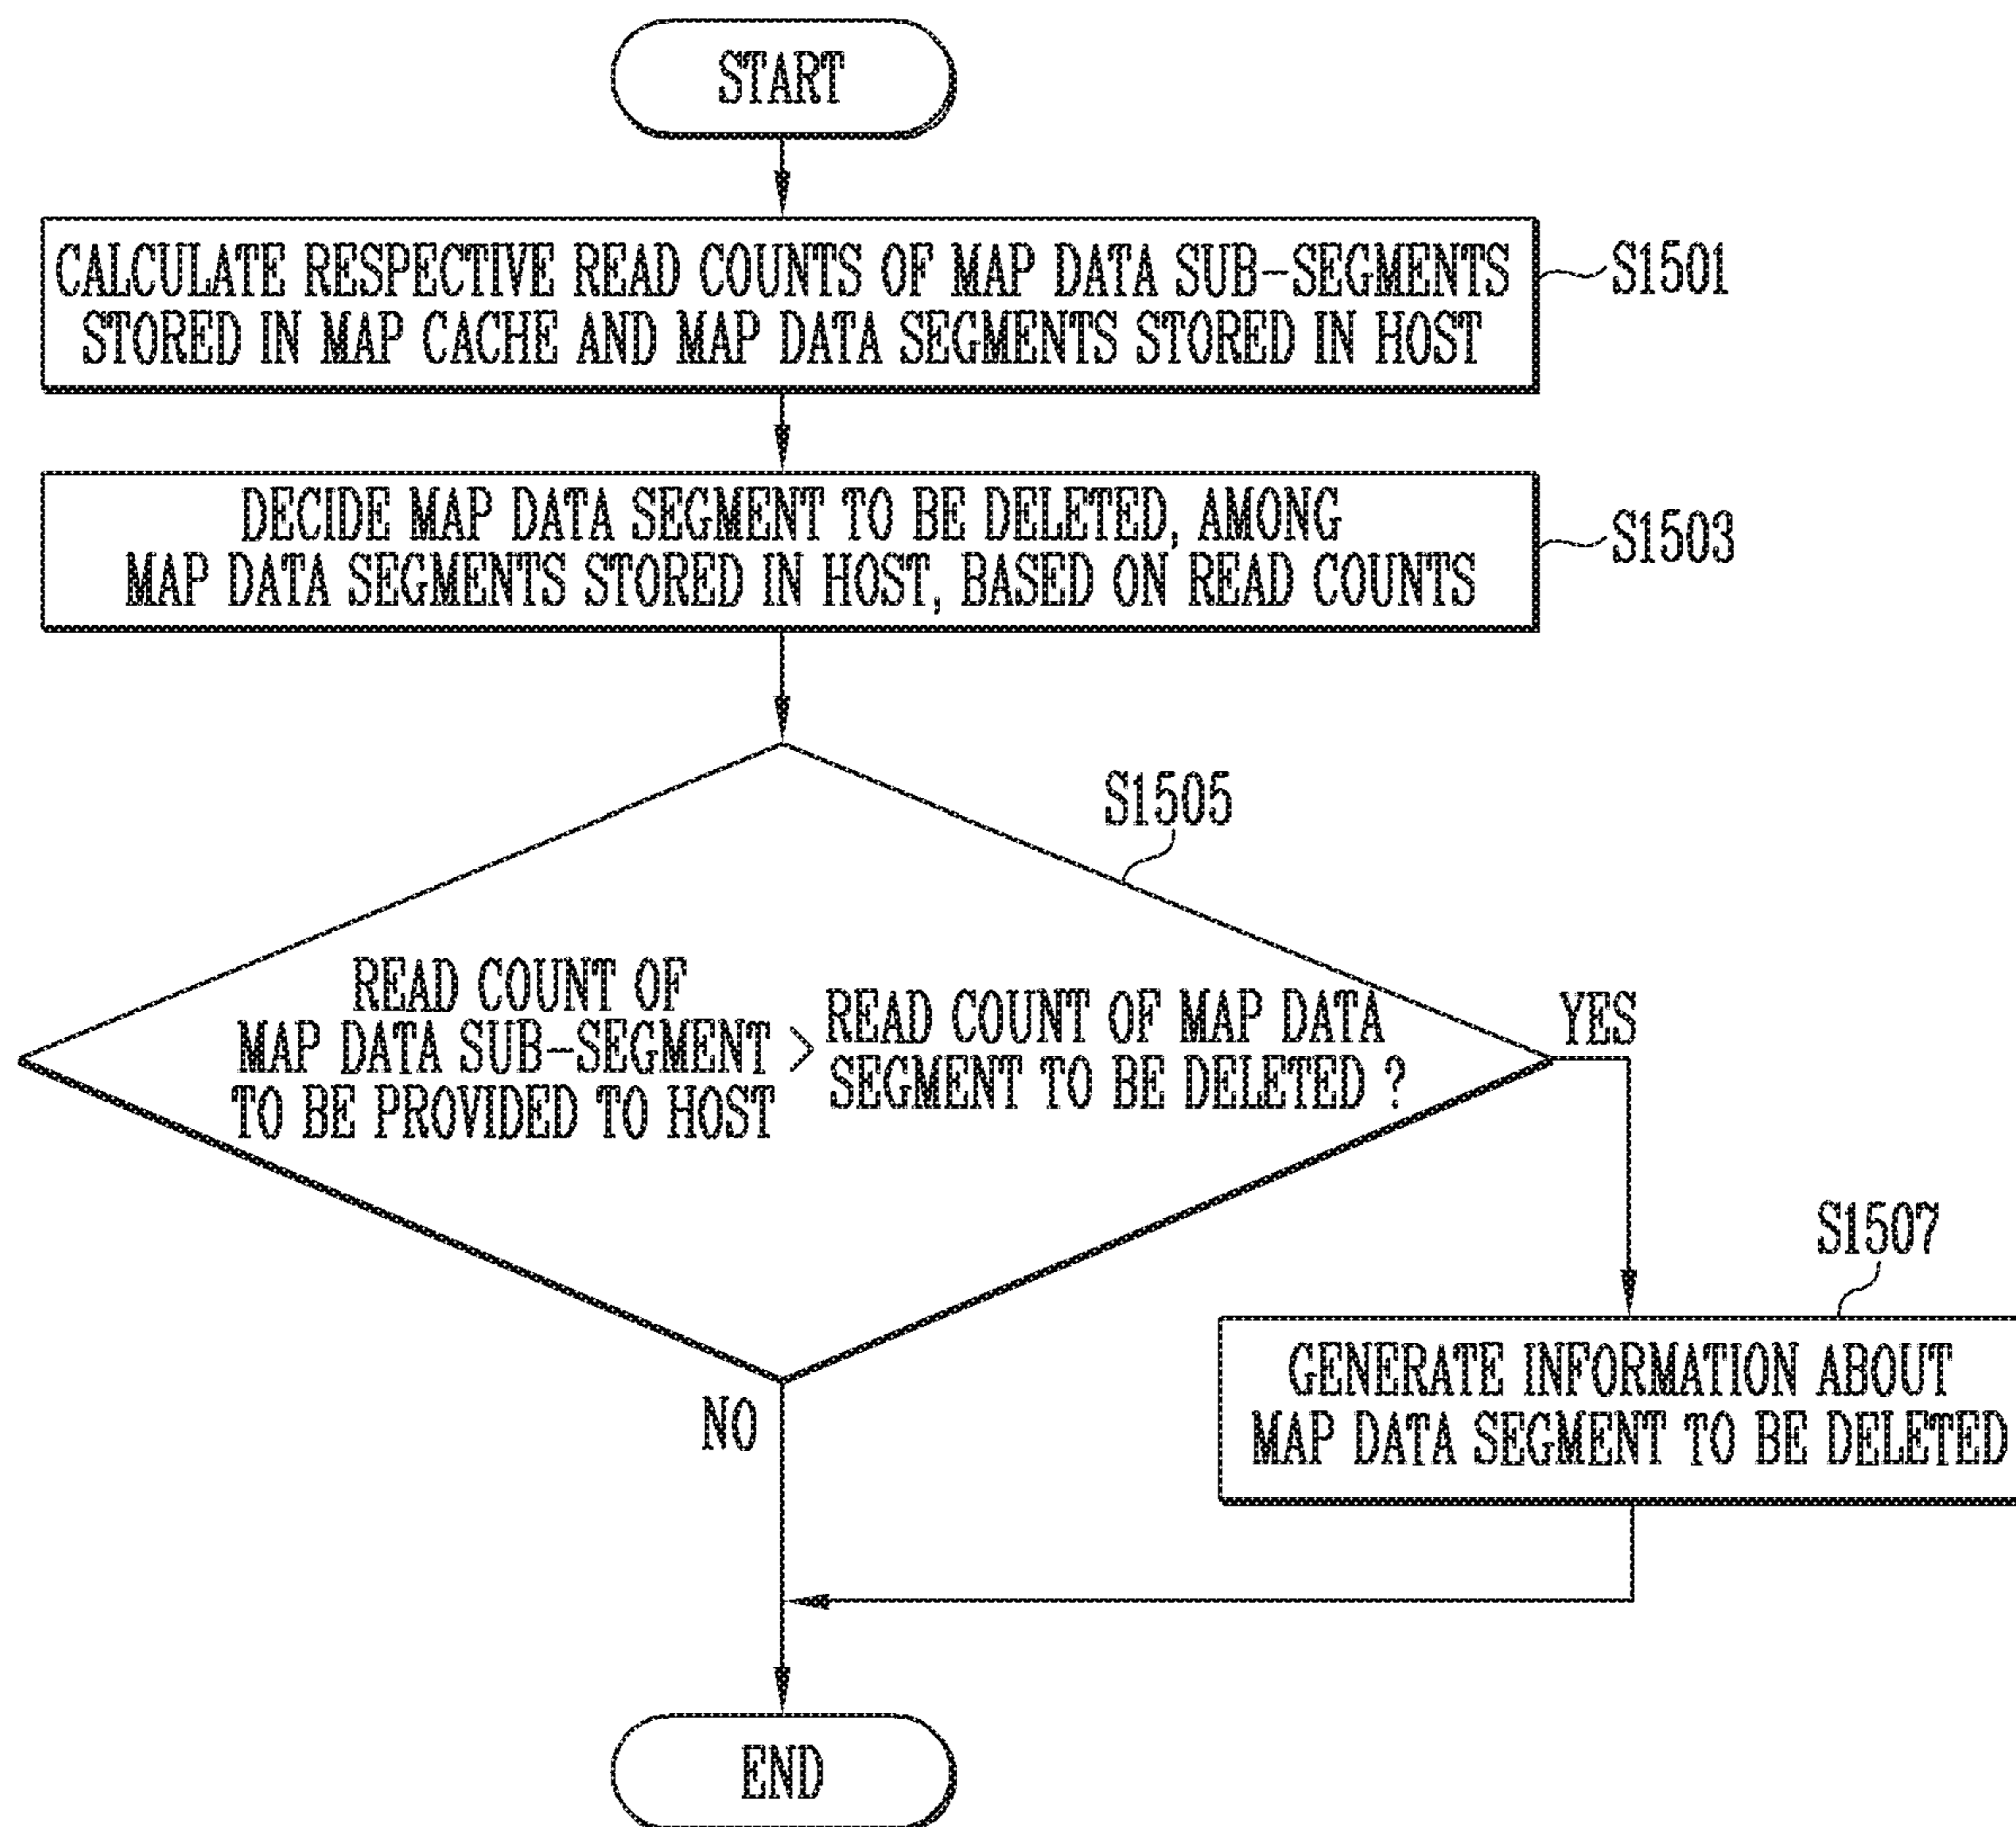 START
CALCULATE RESPECTIVE READ COUNTS OF MAP DATA SUB-SEGMENTS
STORED IN MAP CACHE AND MAP DATA SEGMENTS STORED IN HOST
S1501
DECIDE MAP DATA SEGMENT TO BE DELETED, AMONG
MAP DATA SEGMENTS STORED IN HOST, BASED ON READ COUNTS
S1503
S1505
READ COUNT OF
MAP DATA SUB-SEGMENT
TO BE PROVIDED TO HOST
>
READ COUNT OF MAP DATA
SEGMENT TO BE DELETED ?
YES
S1507
GENERATE INFORMATION ABOUT
MAP DATA SEGMENT TO BE DELETED
NO
END